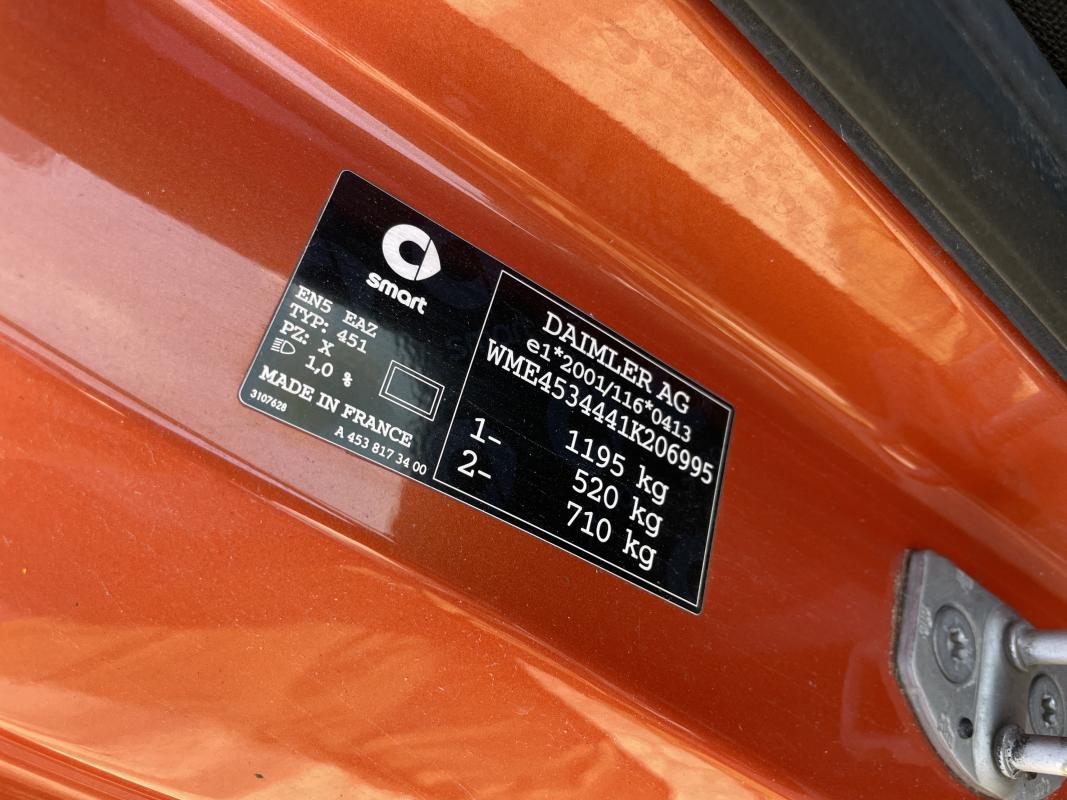 smart
EN5 EAZ
TYP: 451
PZ: X
1,0 %
MADE IN FRANCE
3107628
A 453 817 34 00
DAIMLER AG
e1*2001/116*0413
WME4534441K206995
1195 kg
1- 520 kg
2- 710 kg